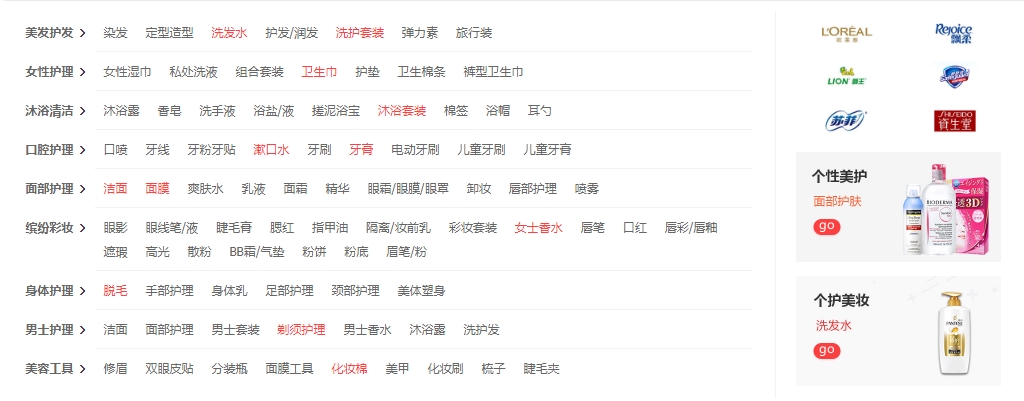 美发护发 > 染发 定型造型 洗发水 护发/润发 洗护套装 弹力素 旅行装
女性护理 > 女性湿巾 私处洗液 组合套装 卫生巾 护垫 卫生棉条 裤型卫生巾
沐浴清洁 > 沐浴露 香皂 洗手液 浴盐/液 搓泥浴宝 沐浴套装 棉签 浴帽 耳勺
口腔护理 > 口喷 牙线 牙粉牙贴 漱口水 牙刷 牙膏 电动牙刷 儿童牙刷 儿童牙膏
面部护理 > 洁面 面膜 爽肤水 乳液 面霜 精华 眼霜/眼膜/眼罩 卸妆 唇部护理 喷雾
缤纷彩妆 > 眼影 眼线笔/液 睫毛膏 腮红 指甲油 隔离/妆前乳 彩妆套装 女士香水 唇笔 口红 唇彩/唇釉
遮瑕 高光 散粉 BB霜/气垫 粉饼 粉底 眉笔/粉
身体护理 > 脱毛 手部护理 身体乳 足部护理 颈部护理 美体塑身
男士护理 > 洁面 面部护理 男士套装 剃须护理 男士香水 沐浴露 洗护发
美容工具 > 修眉 双眼皮贴 分装瓶 面膜工具 化妆棉 美甲 化妆刷 梳子 睫毛夹
L'ORÉAL
Rejoice
飘柔
LION 狮王
苏菲
SHISEIDO
資生堂
个性美护
面部护肤
go
BIODERMA
エイジング
保湿
透3D
个护美妆
洗发水
go
PANTENE